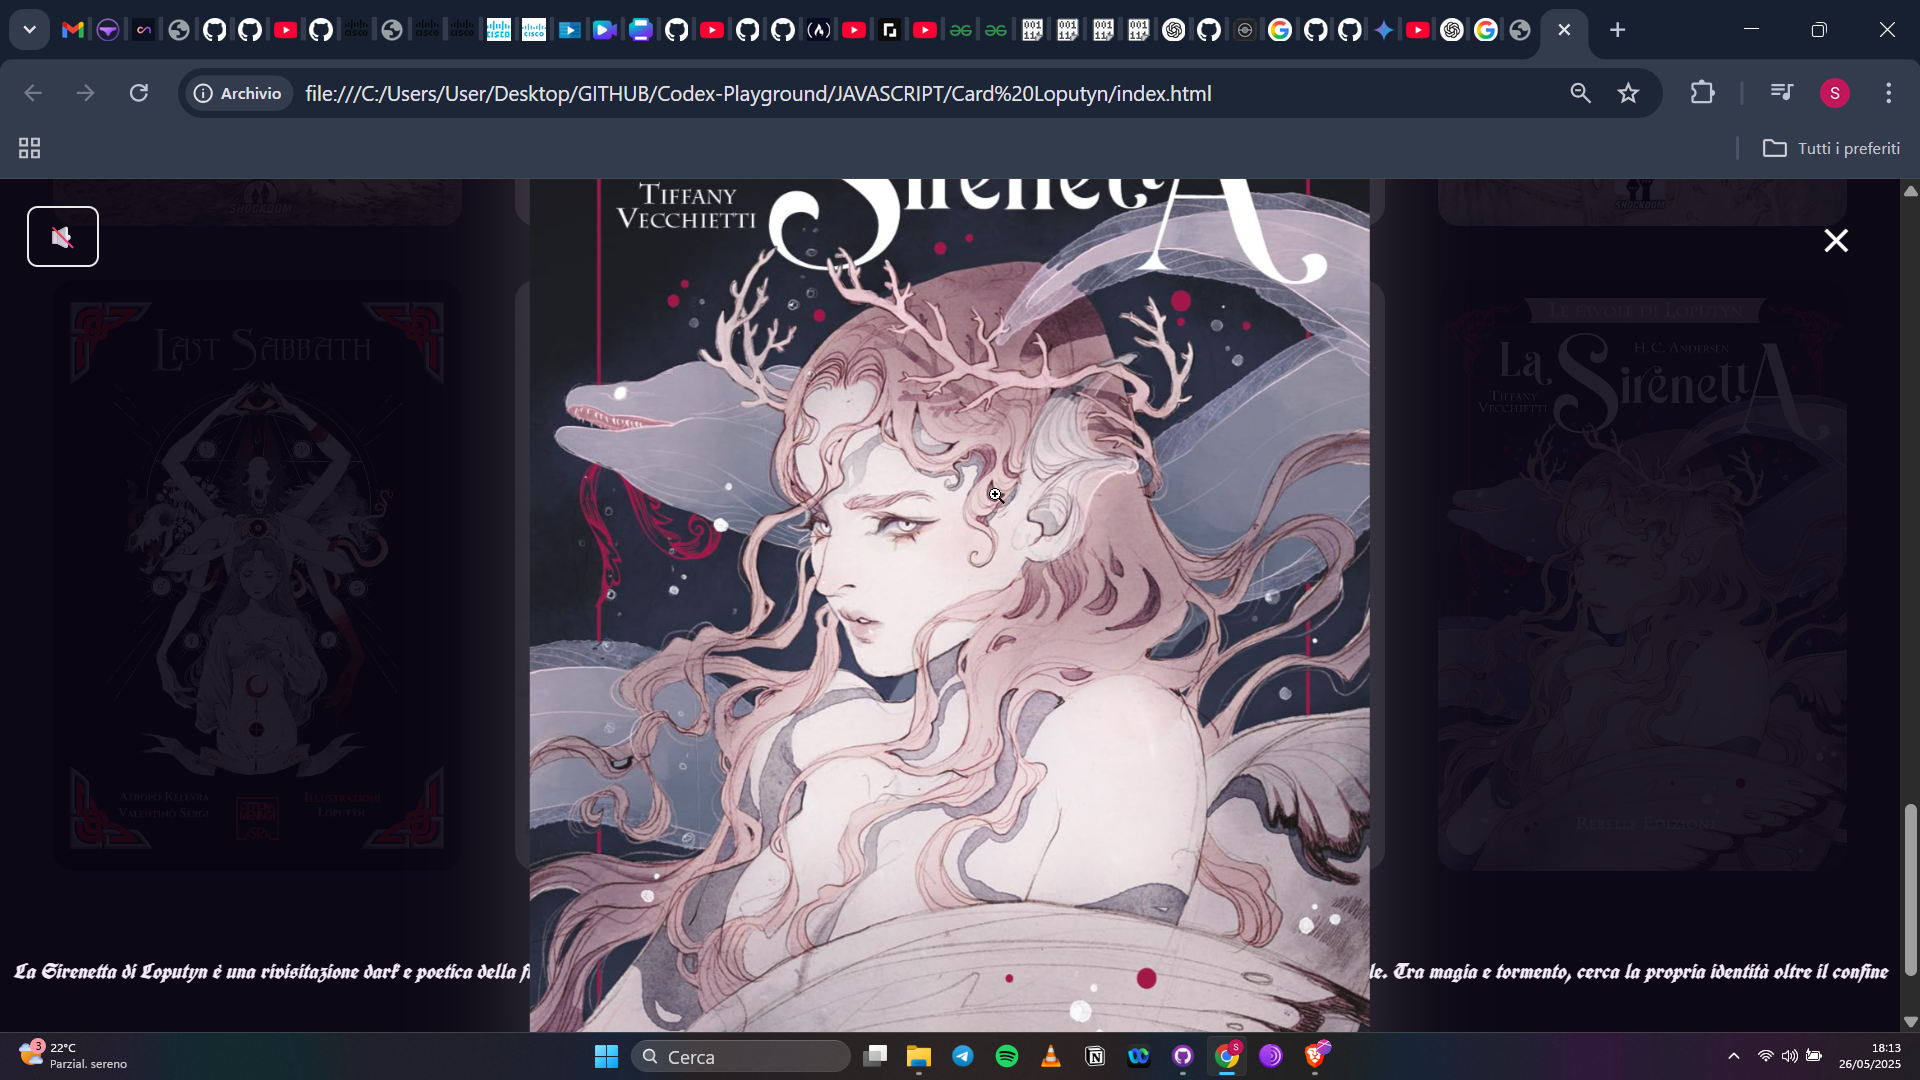 Archivio
file:///C:/Users/User/Desktop/GITHUB/Codex-Playground/JAVASCRIPT/Card%20Loputyn/index.html
S
Tutti i preferiti
SHOCKDOM
SHOCKDOM
Tiffany
Vecchietti
SirenettA
Last Sabbath
Valentino Sergi
Illustrazioni
Loputyn
Le favole di Loputyn
H.C. Andersen
La
SirenettA
Tiffany
Vecchietti
Rebelle Edizioni
La Sirenetta di Loputyn è una rivisitazione dark e poetica della fi
le. Tra magia e tormento, cerca la propria identità oltre il confine
3
22°C
Parzial. sereno
Cerca
S
18:13
26/05/2025